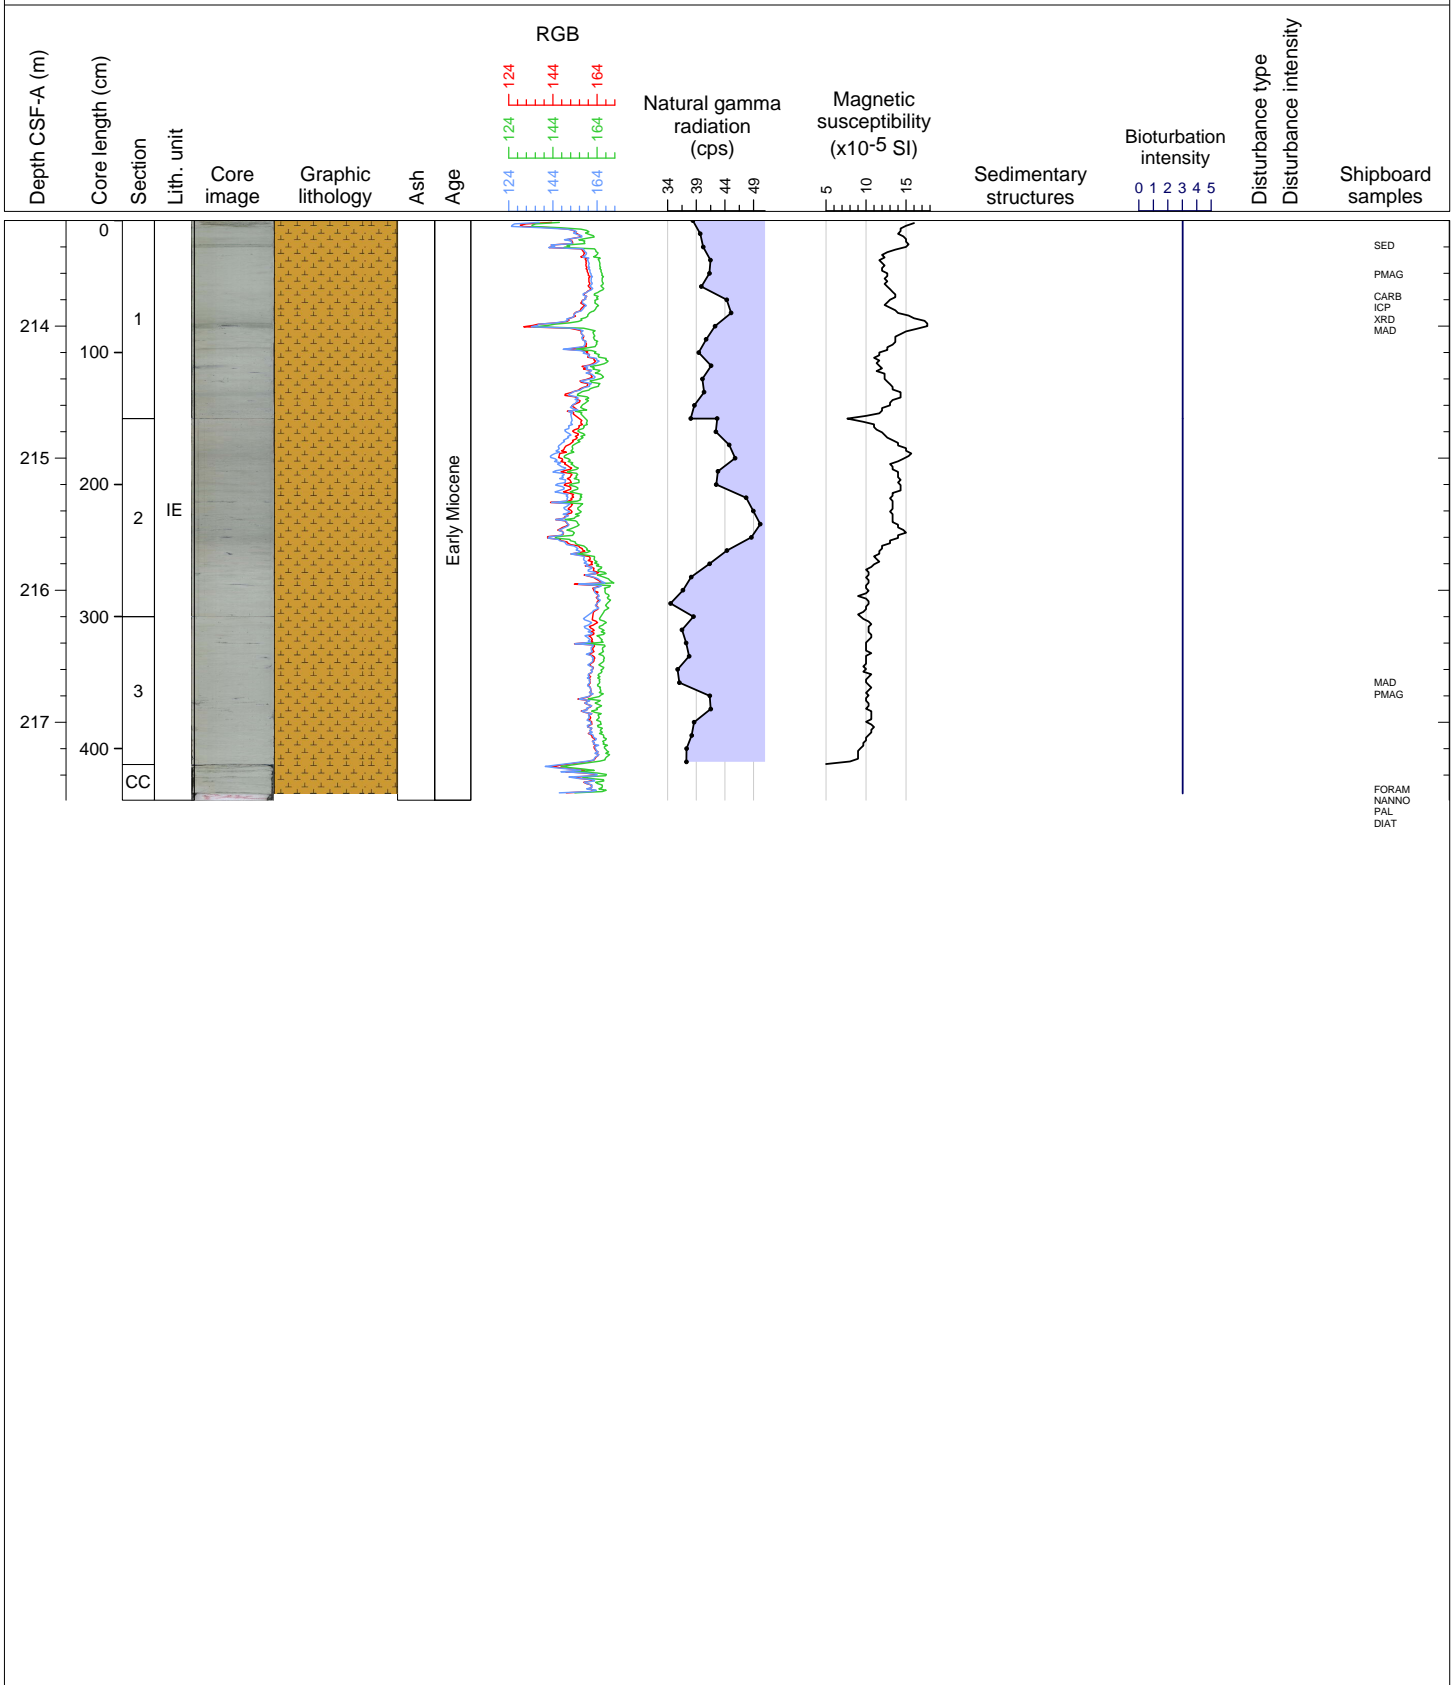 Depth CSF-A (m)
Core length (cm)
Section
Lith. unit
Core
image
Graphic
lithology
Ash
Age
RGB
124 144 164
124 144 164
124 144 164
Natural gamma
radiation
(cps)
34 39 44 49
Magnetic
susceptibility
(x10-5 SI)
5 10 15
Sedimentary
structures
Bioturbation
intensity
0 1 2 3 4 5
Disturbance type
Disturbance intensity
Shipboard
samples
214
215
216
217
0
100
200
300
400
1
2
3
CC
IE
Early Miocene
SED
PMAG
CARB
ICP
XRD
MAD
MAD
PMAG
FORAM
NANNO
PAL
DIAT